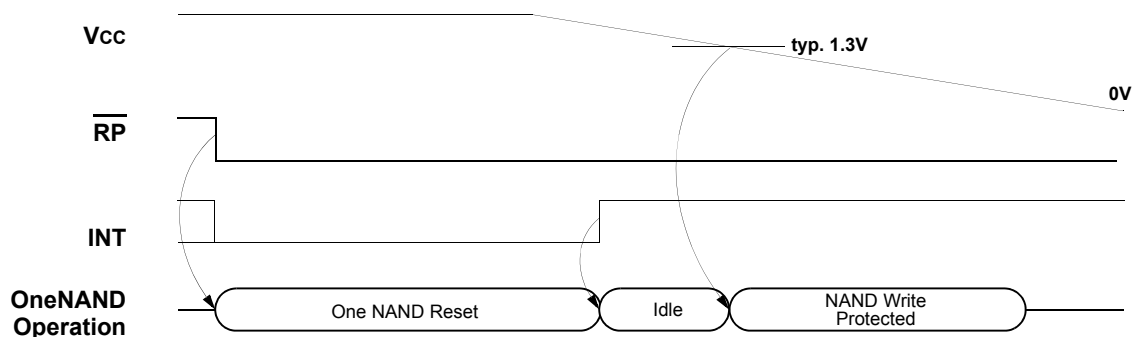 Vcc
typ. 1.3V
0V
RP
INT
OneNAND
Operation
One NAND Reset
Idle
NAND Write
Protected